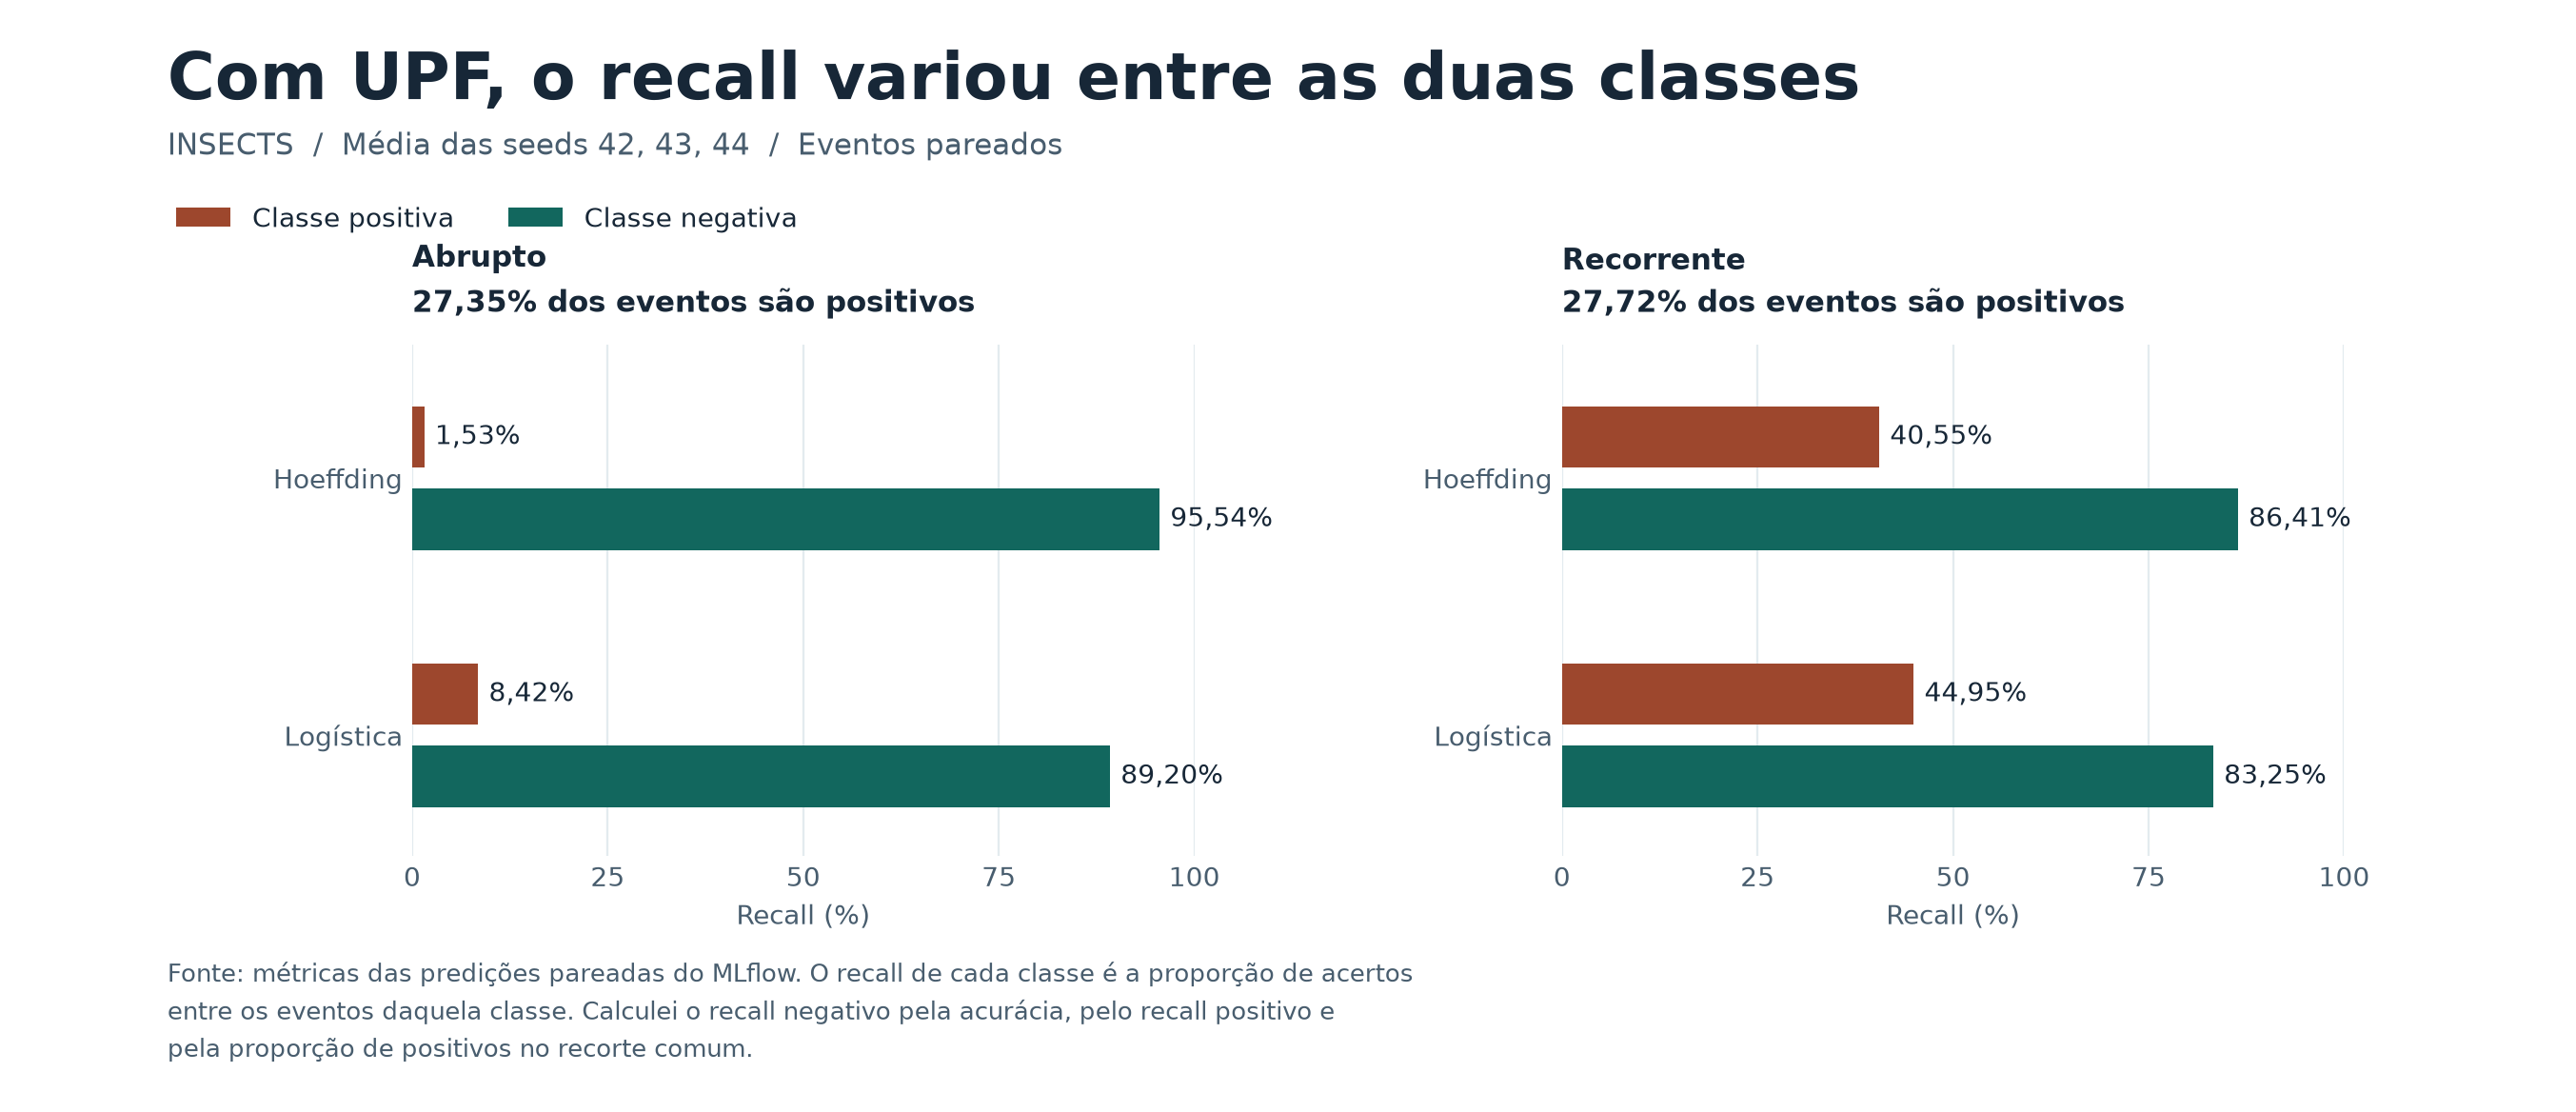 Com UPF, o recall variou entre as duas classes
INSECTS / Média das seeds 42, 43, 44 / Eventos pareados
Classe positiva Classe negativa
Abrupto
27,35% dos eventos são positivos
Hoeffding
1,53%
95,54%
Logística
8,42%
89,20%
0 25 50 75 100
Recall (%)
Recorrente
27,72% dos eventos são positivos
Hoeffding
40,55%
86,41%
Logística
44,95%
83,25%
0 25 50 75 100
Recall (%)
Fonte: métricas das predições pareadas do MLflow. O recall de cada classe é a proporção de acertos
entre os eventos daquela classe. Calculei o recall negativo pela acurácia, pelo recall positivo e
pela proporção de positivos no recorte comum.